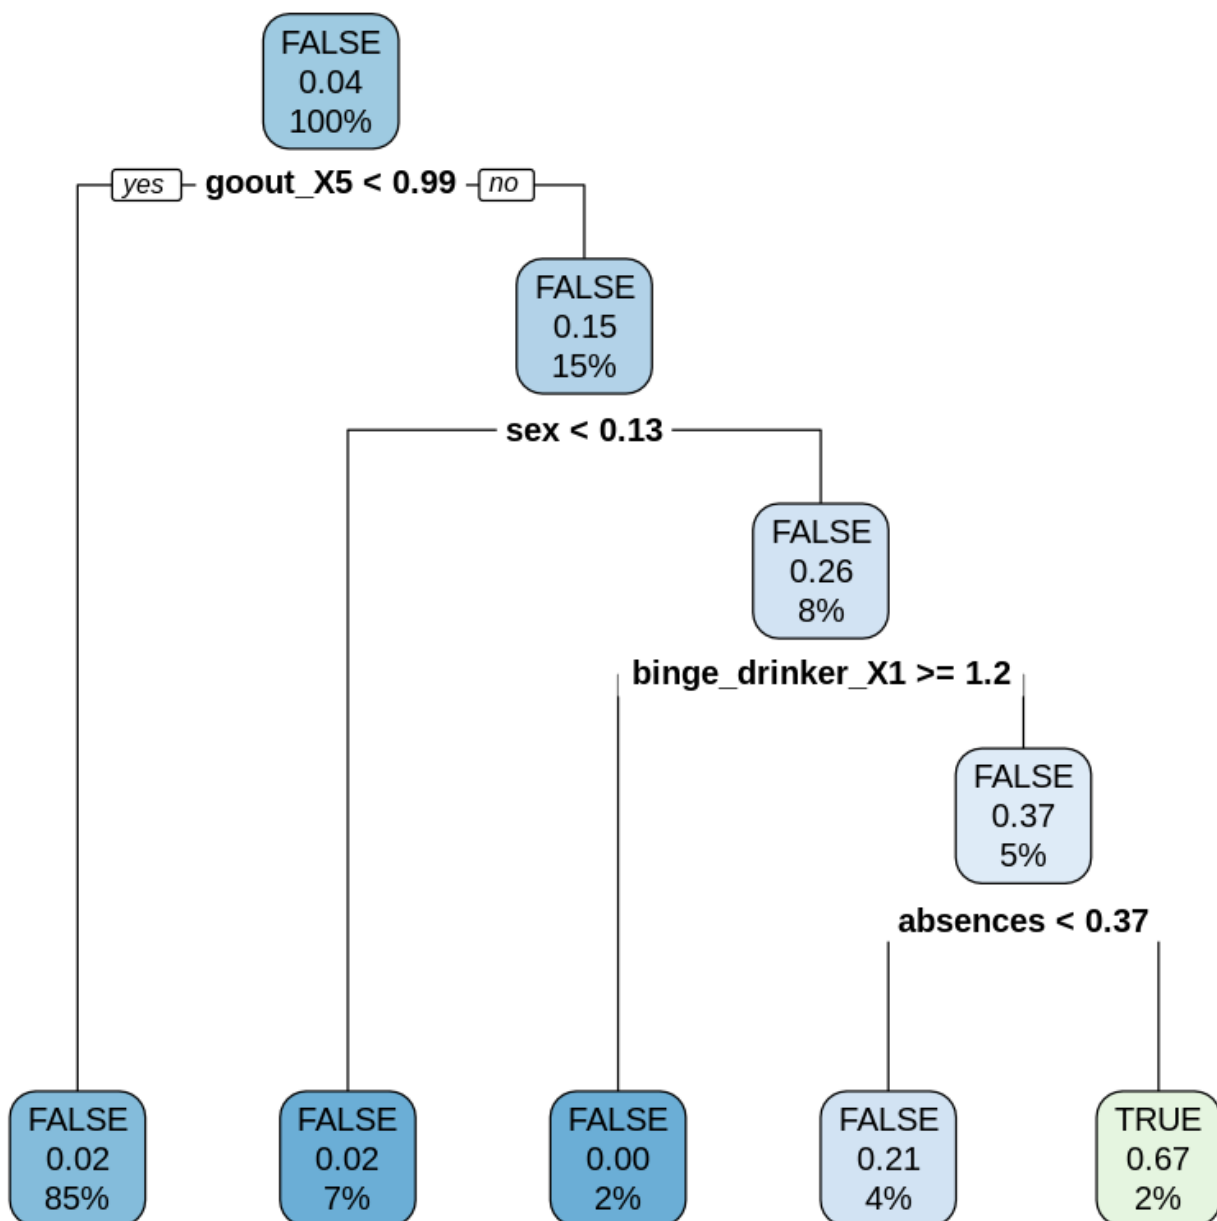 FALSE
0.04
100%
yes goout_X5 < 0.99 no
FALSE
0.15
15%
sex < 0.13
FALSE
0.26
8%
binge_drinker_X1 >= 1.2
FALSE
0.37
5%
absences < 0.37
FALSE
0.02
85%
FALSE
0.02
7%
FALSE
0.00
2%
FALSE
0.21
4%
TRUE
0.67
2%